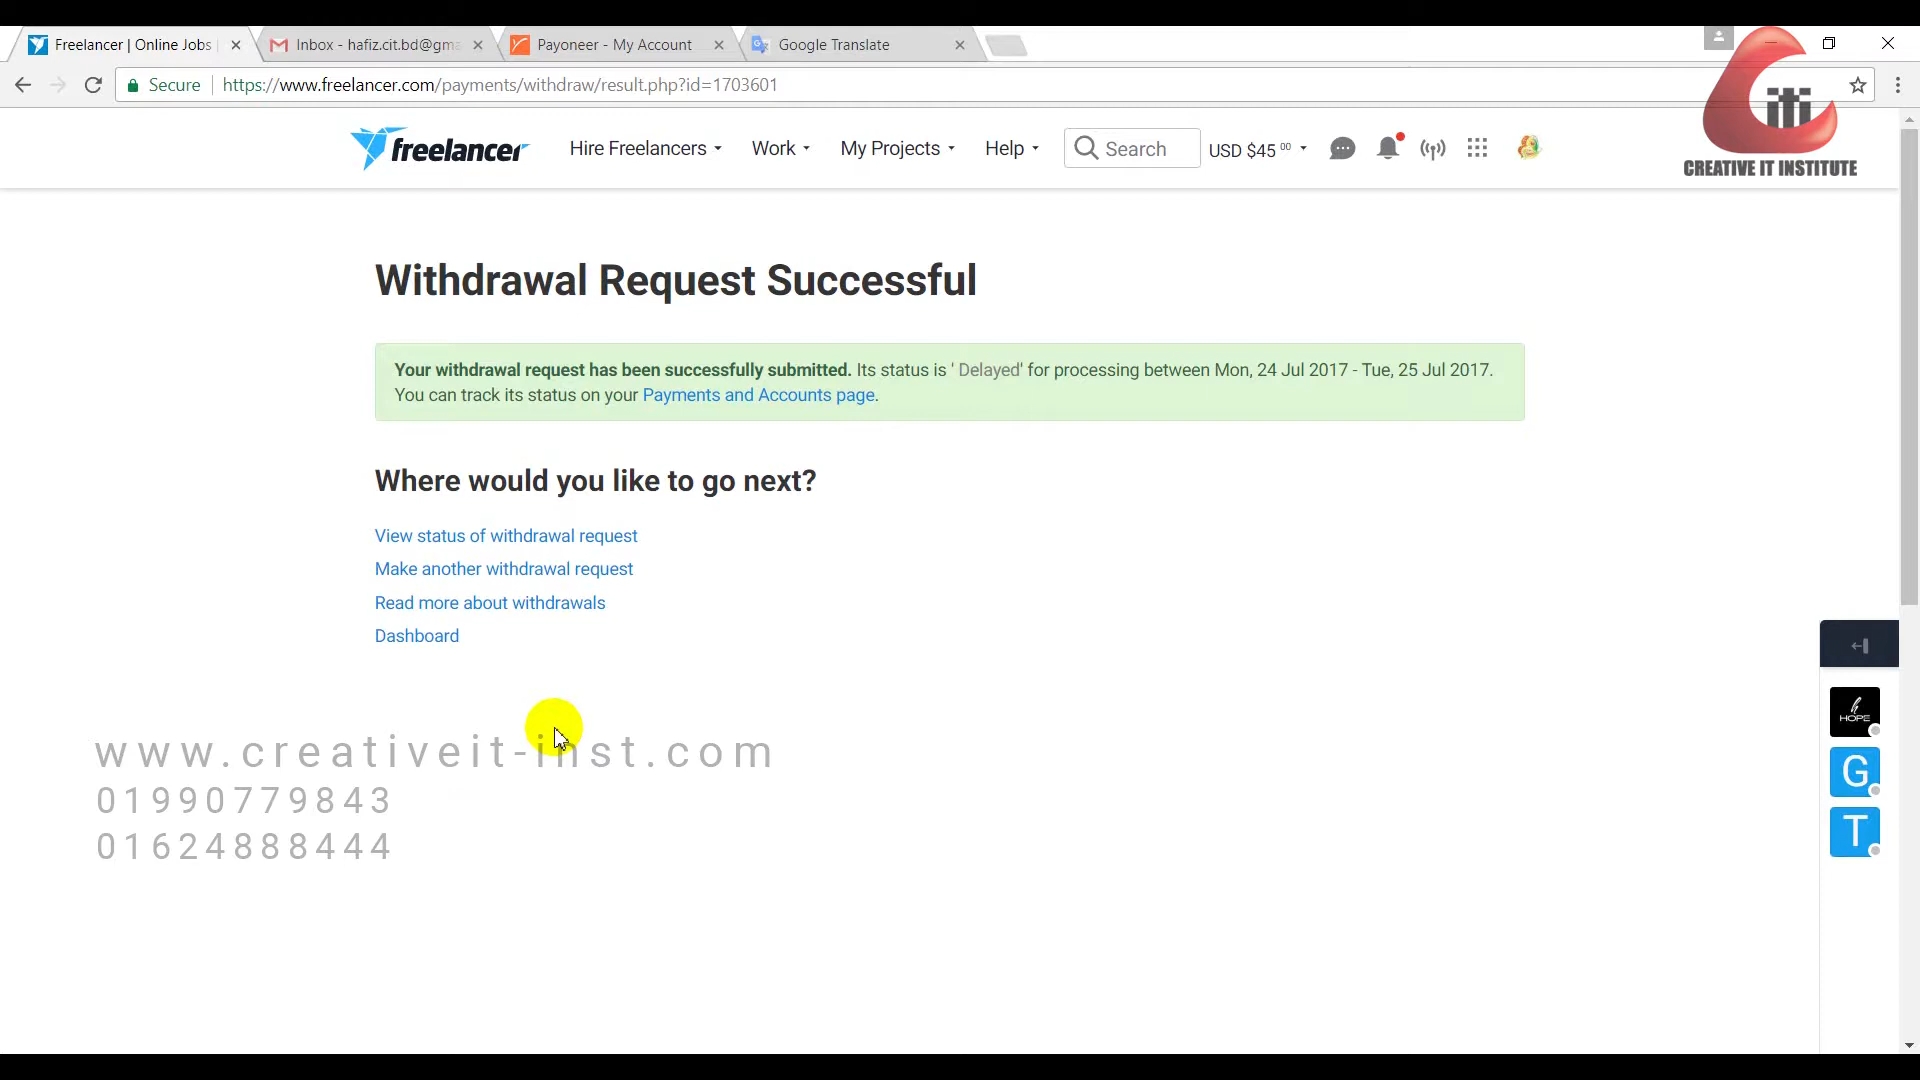 Freelancer | Online Jobs
Inbox - hafiz.cit.bd@gma
Payoneer - My Account
Google Translate
Secure
https://www.freelancer.com/payments/withdraw/result.php?id=1703601
iti
CREATIVE IT INSTITUTE
freelancer
Hire Freelancers
Work
My Projects
Help
Search
USD $45 00
Withdrawal Request Successful
Your withdrawal request has been successfully submitted. Its status is ' Delayed' for processing between Mon, 24 Jul 2017 - Tue, 25 Jul 2017.
You can track its status on your Payments and Accounts page.
Where would you like to go next?
View status of withdrawal request
Make another withdrawal request
Read more about withdrawals
Dashboard
h
HOPE
G
T
www.creativeit-inst.com
01990779843
01624888444